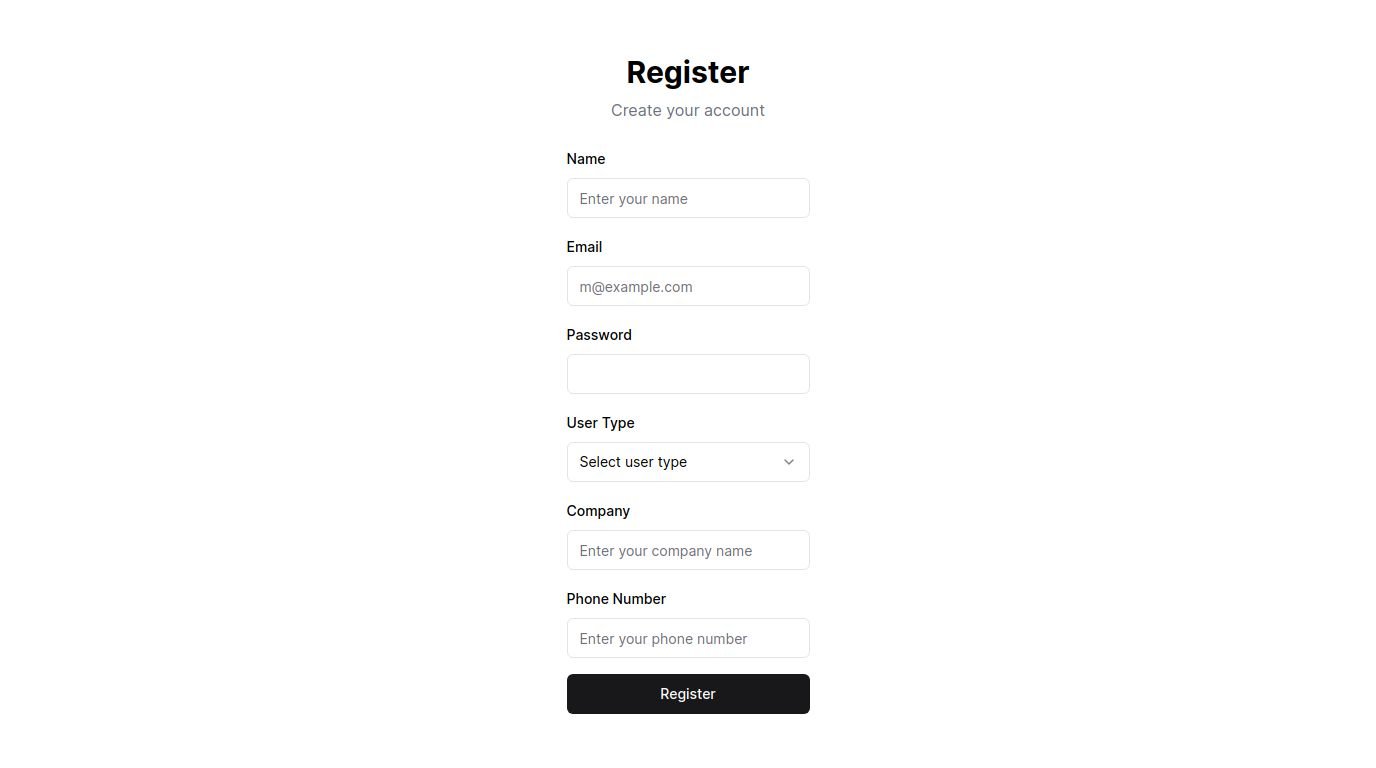 Register
Create your account
Name
Enter your name
Email
m@example.com
Password
User Type
Select user type
Company
Enter your company name
Phone Number
Enter your phone number
Register